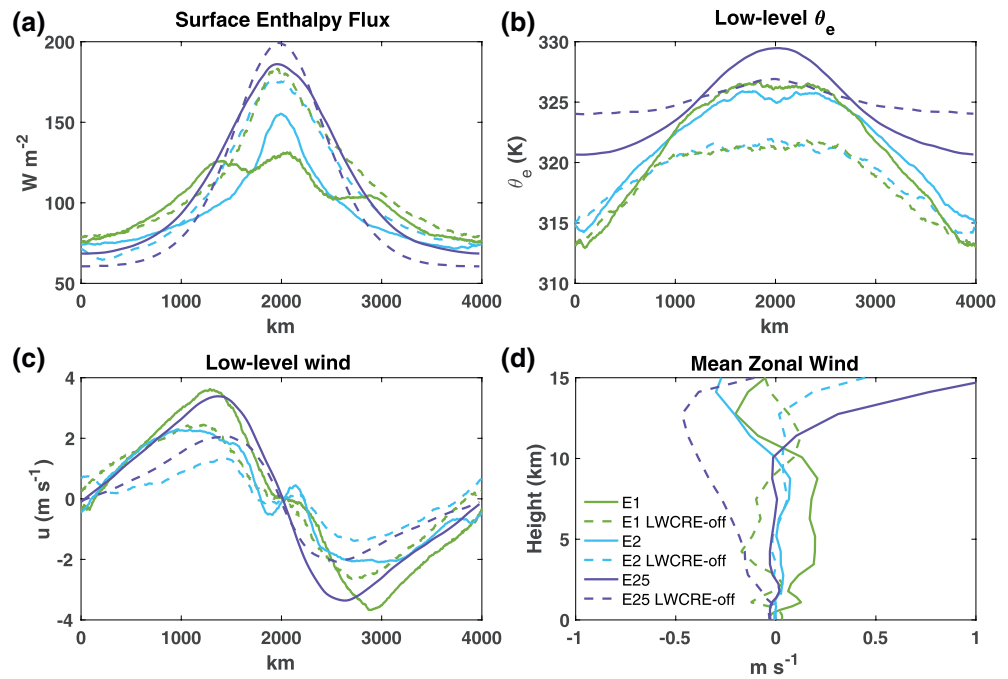 (a)
Surface Enthalpy Flux
200
150
100
50
W m-2
0
1000
2000
3000
4000
km
(b)
Low-level θe
330
325
320
315
310
θe (K)
0
1000
2000
3000
4000
km
(c)
Low-level wind
4
2
0
-2
-4
u (m s-1)
0
1000
2000
3000
4000
km
(d)
Mean Zonal Wind
15
10
5
0
Height (km)
E1
E1 LWCRE-off
E2
E2 LWCRE-off
E25
E25 LWCRE-off
-1
-0.5
0
0.5
1
m s-1